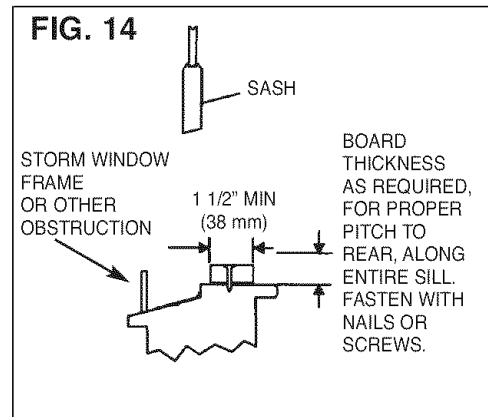 FIG. 14
SASH
STORM WINDOW
FRAME
OR OTHER
OBSTRUCTION
1 1/2" MIN
(38 mm)
BOARD
THICKNESS
AS REQUIRED,
FOR PROPER
PITCH TO
REAR, ALONG
ENTIRE SILL.
FASTEN WITH
NAILS OR
SCREWS.